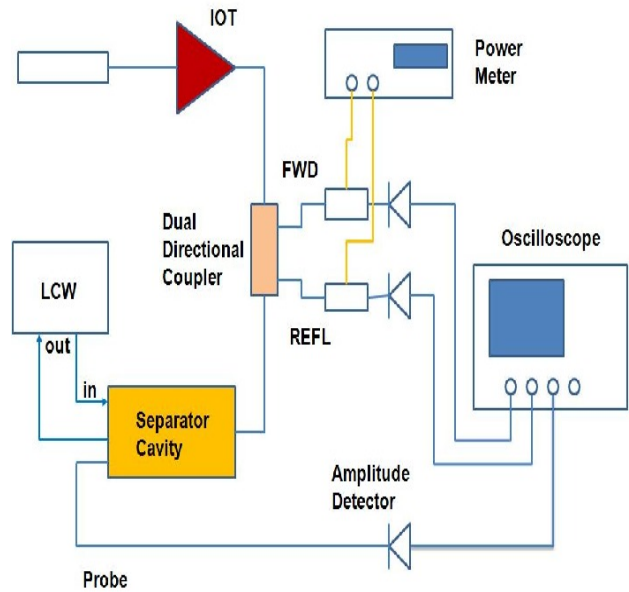 IOT
Power
Meter
FWD
Dual
Directional
Coupler
Oscilloscope
LCW
REFL
out
in
Separator
Cavity
Amplitude
Detector
Probe